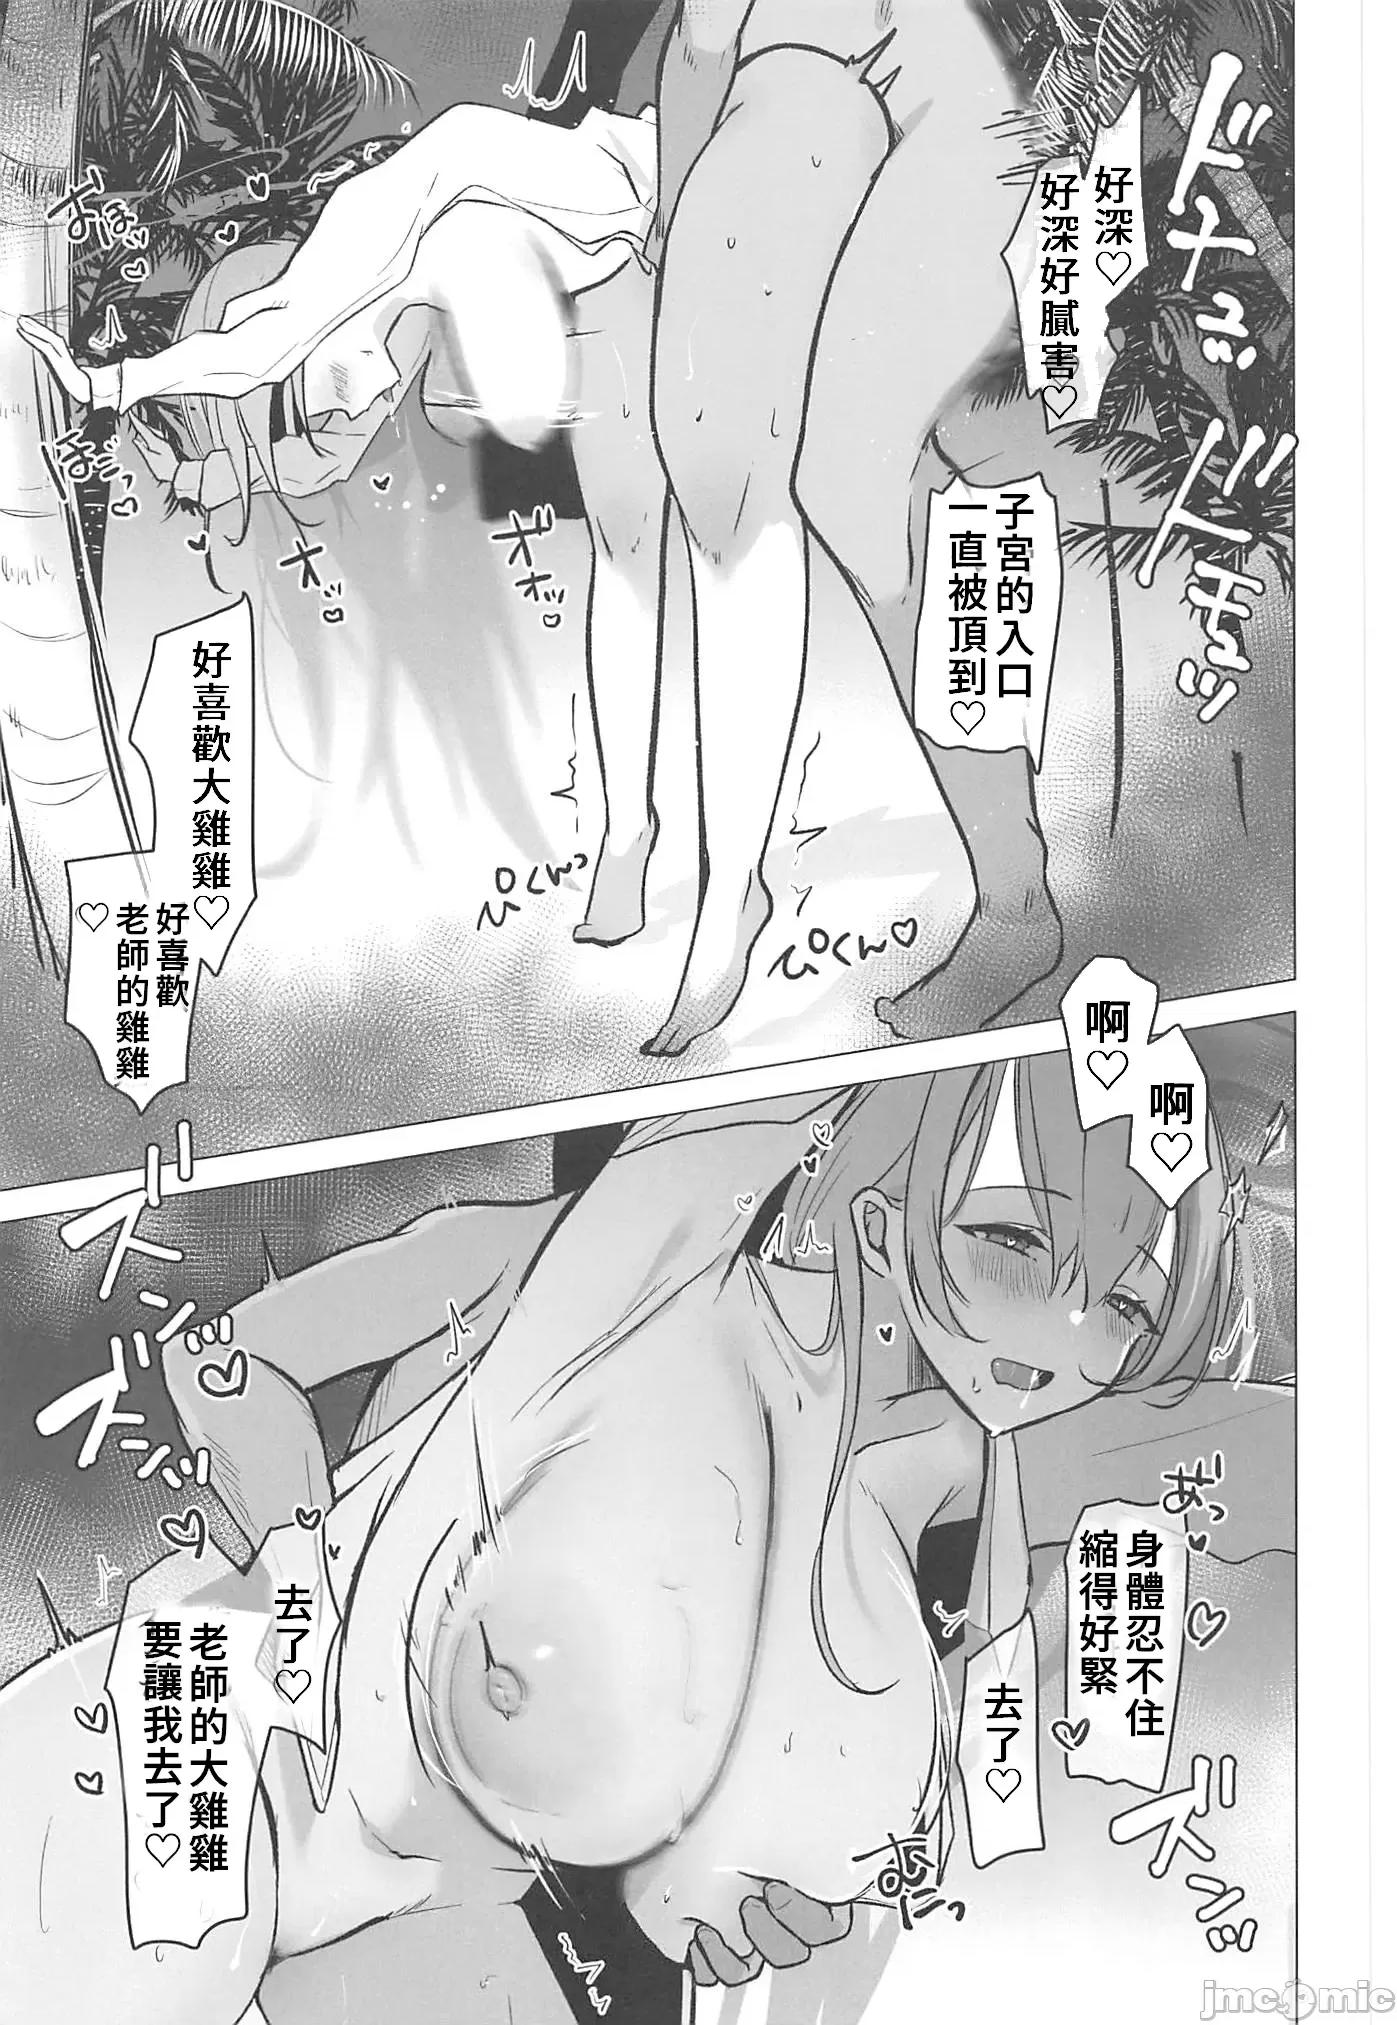 ドチュッ
好深♡
好深好膩害♡
ドチュッ
子宮的入口
一直被頂到♡
おほ
ほ
オッ
オオッ
好喜歡大雞雞♡
好喜歡
老師的雞雞
♡
ぴくんっ
ぴくんっ
啊♡
啊♡
ズンッ
ズンッ
あっ
身體忍不住
縮得好緊
去了♡
去了♡
老師的大雞雞
要讓我去了♡
ズンッ
jmcomic